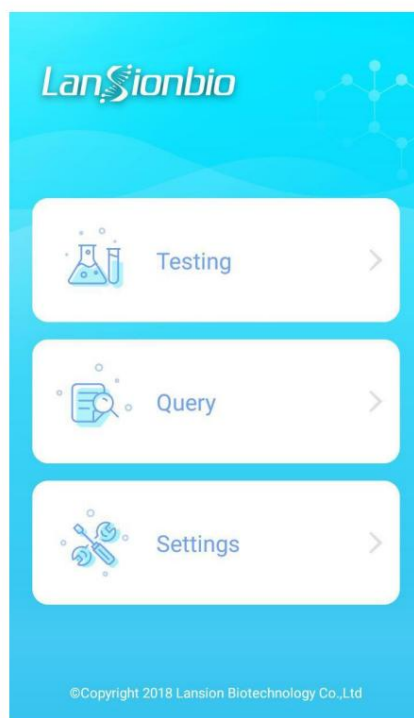 Lansionbio
Testing
Query
Settings
©Copyright 2018 Lansion Biotechnology Co.,Ltd